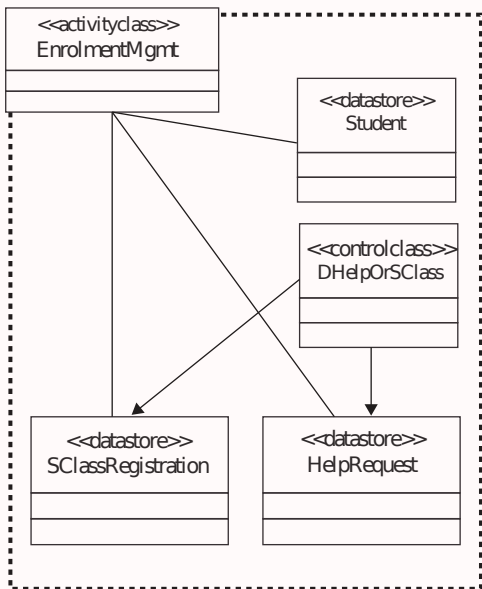 <<activityclass>>
EnrolmentMgmt
<<datastore>>
Student
<<controlclass>>
DHelpOrSClass
<<datastore>>
SClassRegistration
<<datastore>>
HelpRequest